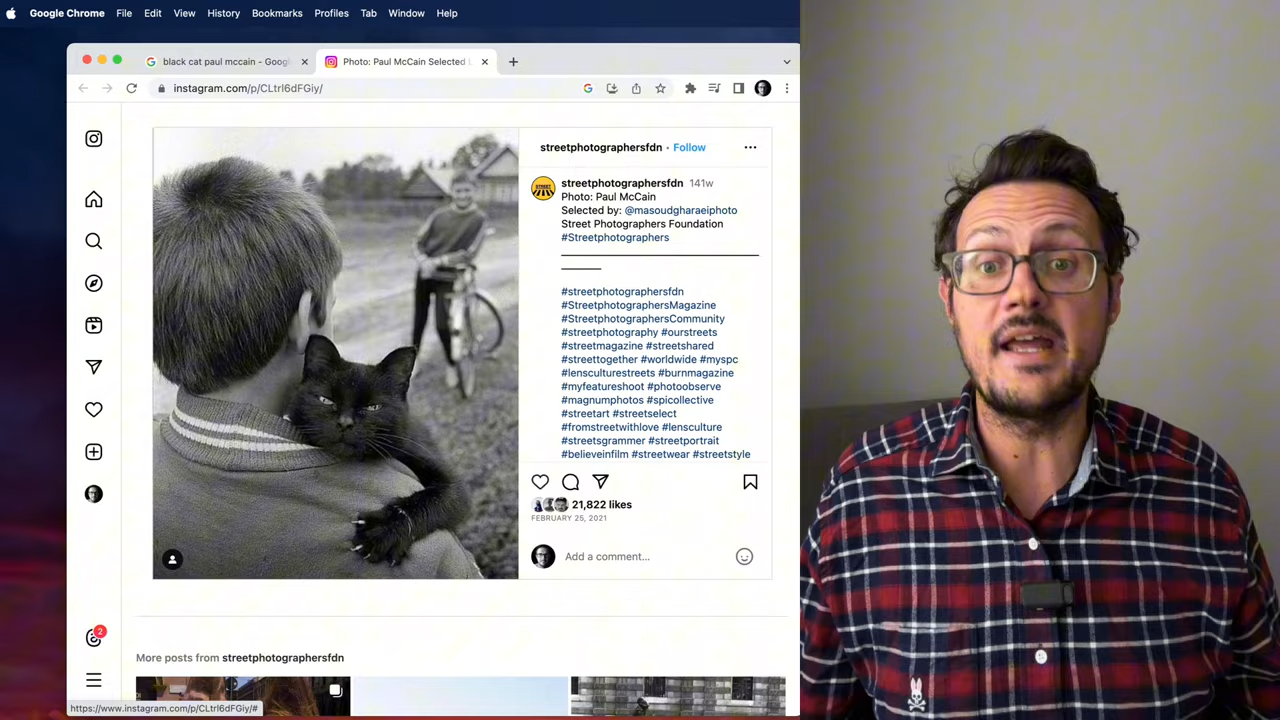 Google Chrome File Edit View History Bookmarks Profiles Tab Window Help
black cat paul mccain - Goog
Photo: Paul McCain Selected
instagram.com/p/CLtrl6dFGiy/
streetphotographersfdn • Follow
streetphotographersfdn 141w
Photo: Paul McCain
Selected by: @masoudgharaeiphoto
Street Photographers Foundation
#Streetphotographers
#streetphotographersfdn
#StreetphotographersMagazine
#StreetphotographersCommunity
#streetphotography #ourstreets
#streetmagazine #streetshared
#streettogether #worldwide #myspc
#lensculturestreets #burnmagazine
#myfeatureshoot #photoobserve
#magnumphotos #spicollective
#streetart #streetselect
#fromstreetwithlove #lensculture
#streetsgrammer #streetportrait
#believeinfilm #streetwear #streetstyle
21,822 likes
FEBRUARY 25, 2021
Add a comment...
2
More posts from streetphotographersfdn
https://www.instagram.com/p/CLtrl6dFGiy/#